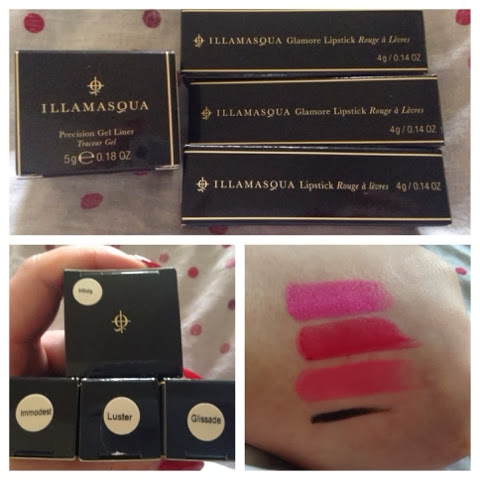 ILLAMASQUA
Precision Gel Liner
Traceur Gel
5g e 0.18 OZ
ILLAMASQUA Glamore Lipstick Rouge à Lèvres
4g / 0.14 OZ
ILLAMASQUA Glamore Lipstick Rouge à Lèvres
4g / 0.14 OZ
ILLAMASQUA Lipstick Rouge à lèvres 4g / 0.14 OZ
Infinity
Immodest
Luster
Glissade